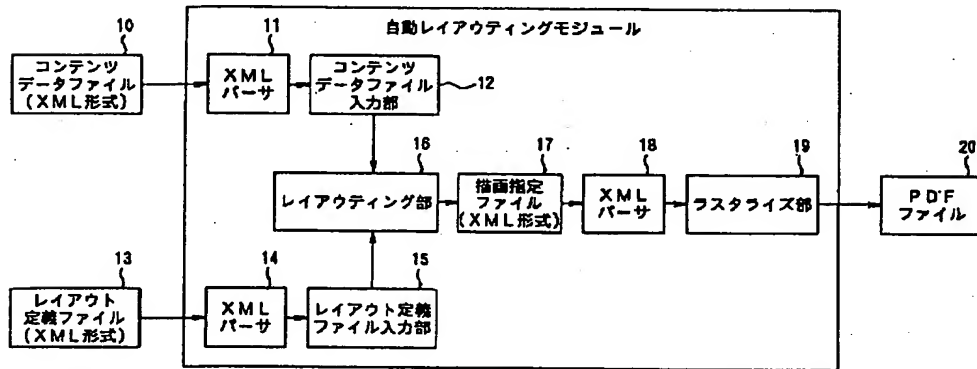 自動レイアウティングモジュール
10
コンテンツ
データファイル
(XML形式)
11
XML
パーサ
コンテンツ
データファイル
入力部
12
16
レイアウティング部
17
描画指定
ファイル
(XML形式)
18
XML
パーサ
19
ラスタライズ部
20
PDF
ファイル
13
レイアウト
定義ファイル
(XML形式)
14
XML
パーサ
15
レイアウト定義
ファイル入力部